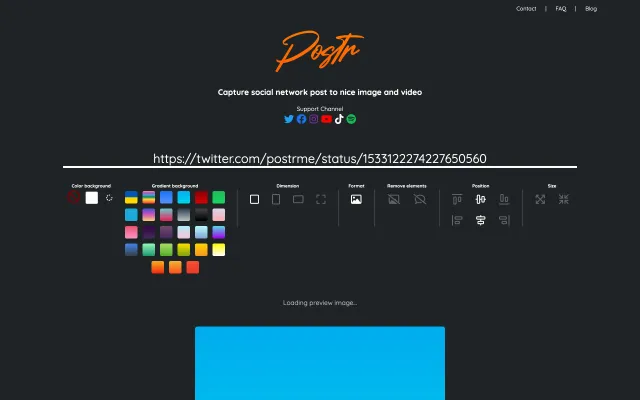 Contact | FAQ | Blog
Postr
Capture social network post to nice image and video
Support Channel
https://twitter.com/postrme/status/1533122274227650560
Color background Gradient background Dimension Format Remove elements Position Size
Loading preview image...